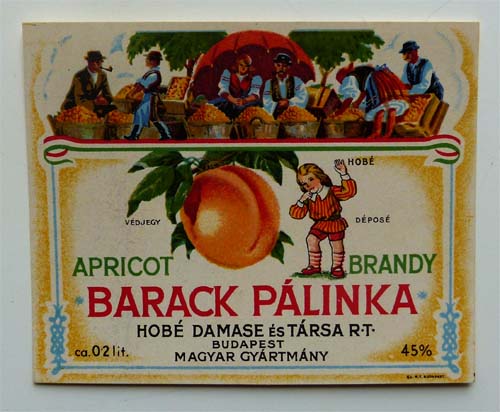 HOBÉ
VÉDJEGY
DÉPOSÉ
APRICOT BRANDY
BARACK PÁLINKA
HOBÉ DAMASE és TÁRSA R·T·
BUDAPEST
MAGYAR GYÁRTMÁNY
ca. 0 2 lit.
45%